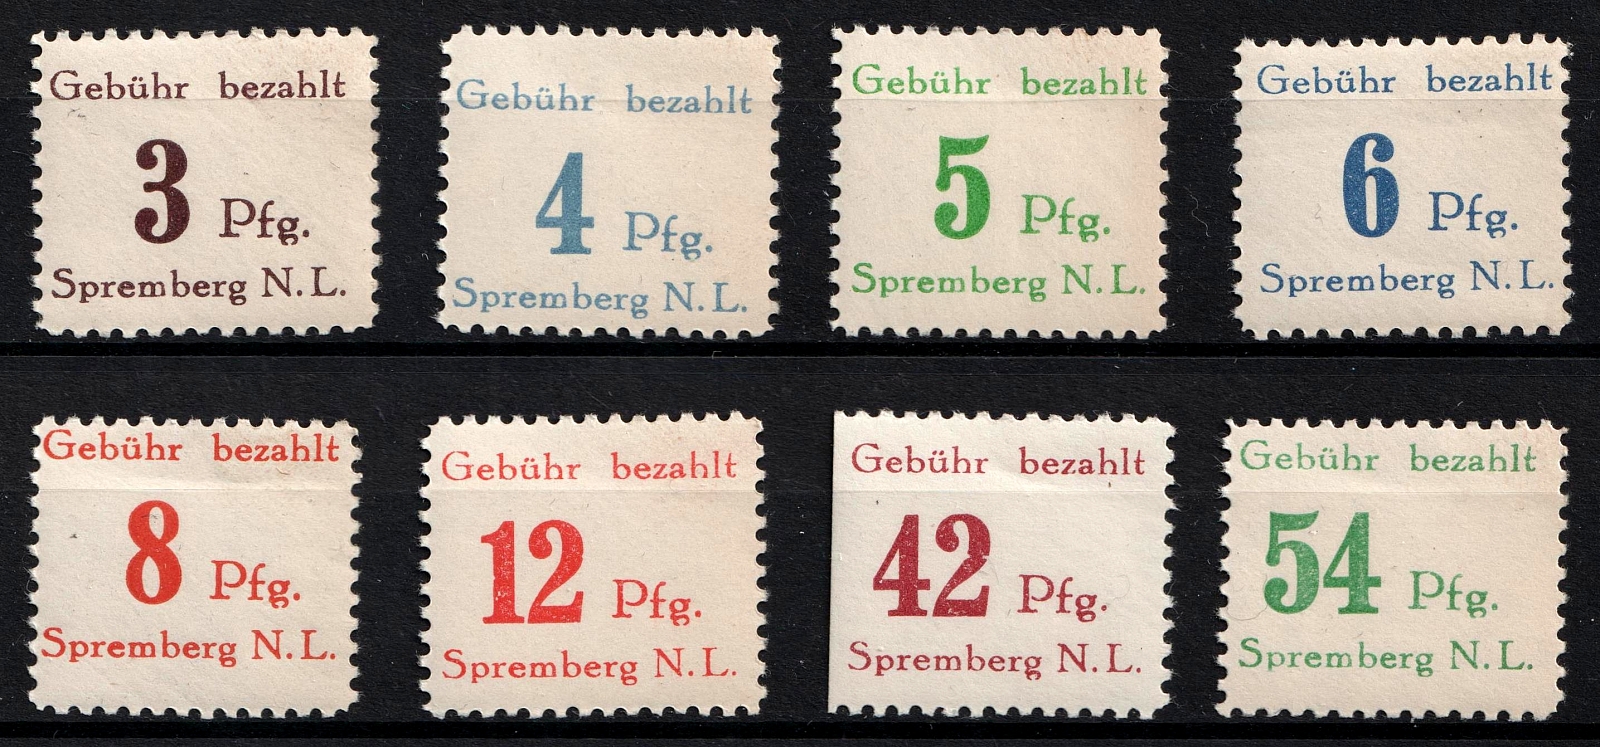 Gebühr bezahlt
3 Pfg.
Spremberg N.L.
Gebühr bezahlt
4 Pfg.
Spremberg N.L.
Gebühr bezahlt
5 Pfg.
Spremberg N.L.
Gebühr bezahlt
6 Pfg.
Spremberg N.L.
Gebühr bezahlt
8 Pfg.
Spremberg N.L.
Gebühr bezahlt
12 Pfg.
Spremberg N.L.
Gebühr bezahlt
42 Pfg.
Spremberg N.L.
Gebühr bezahlt
54 Pfg.
Spremberg N.L.